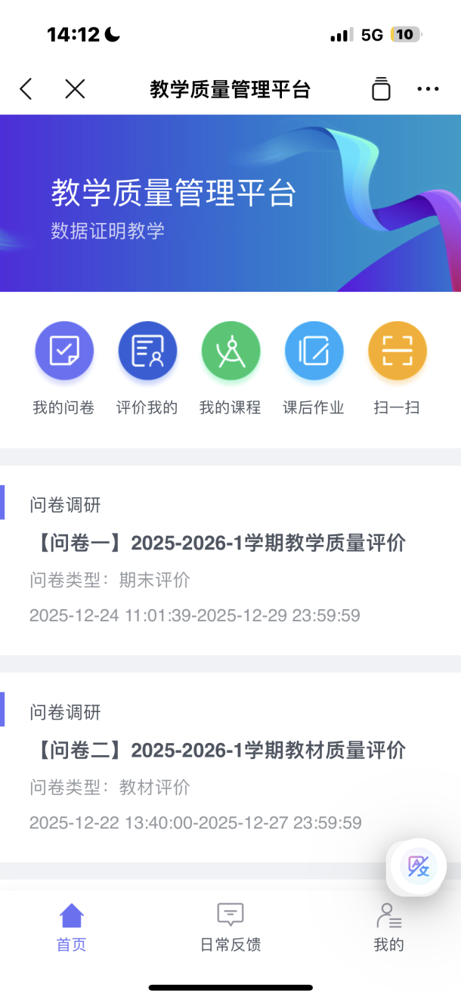 14:12 5G 10
教学质量管理平台
教学质量管理平台
数据证明教学
我的问卷 评价我的 我的课程 课后作业 扫一扫
问卷调研
【问卷一】2025-2026-1学期教学质量评价
问卷类型：期末评价
2025-12-24 11:01:39-2025-12-29 23:59:59
问卷调研
【问卷二】2025-2026-1学期教材质量评价
问卷类型：教材评价
2025-12-22 13:40:00-2025-12-27 23:59:59
A文
首页 日常反馈 我的